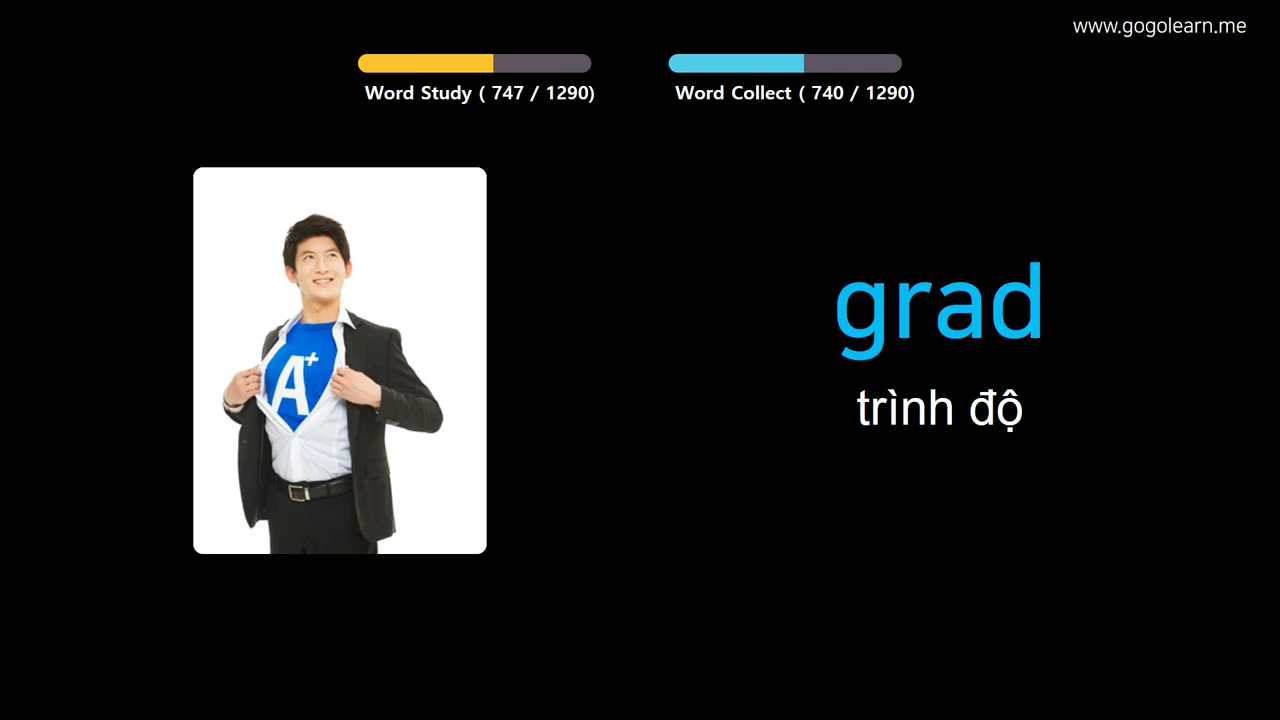 www.gogolearn.me
Word Study ( 747 / 1290)
Word Collect ( 740 / 1290)
A+
grad
trình độ